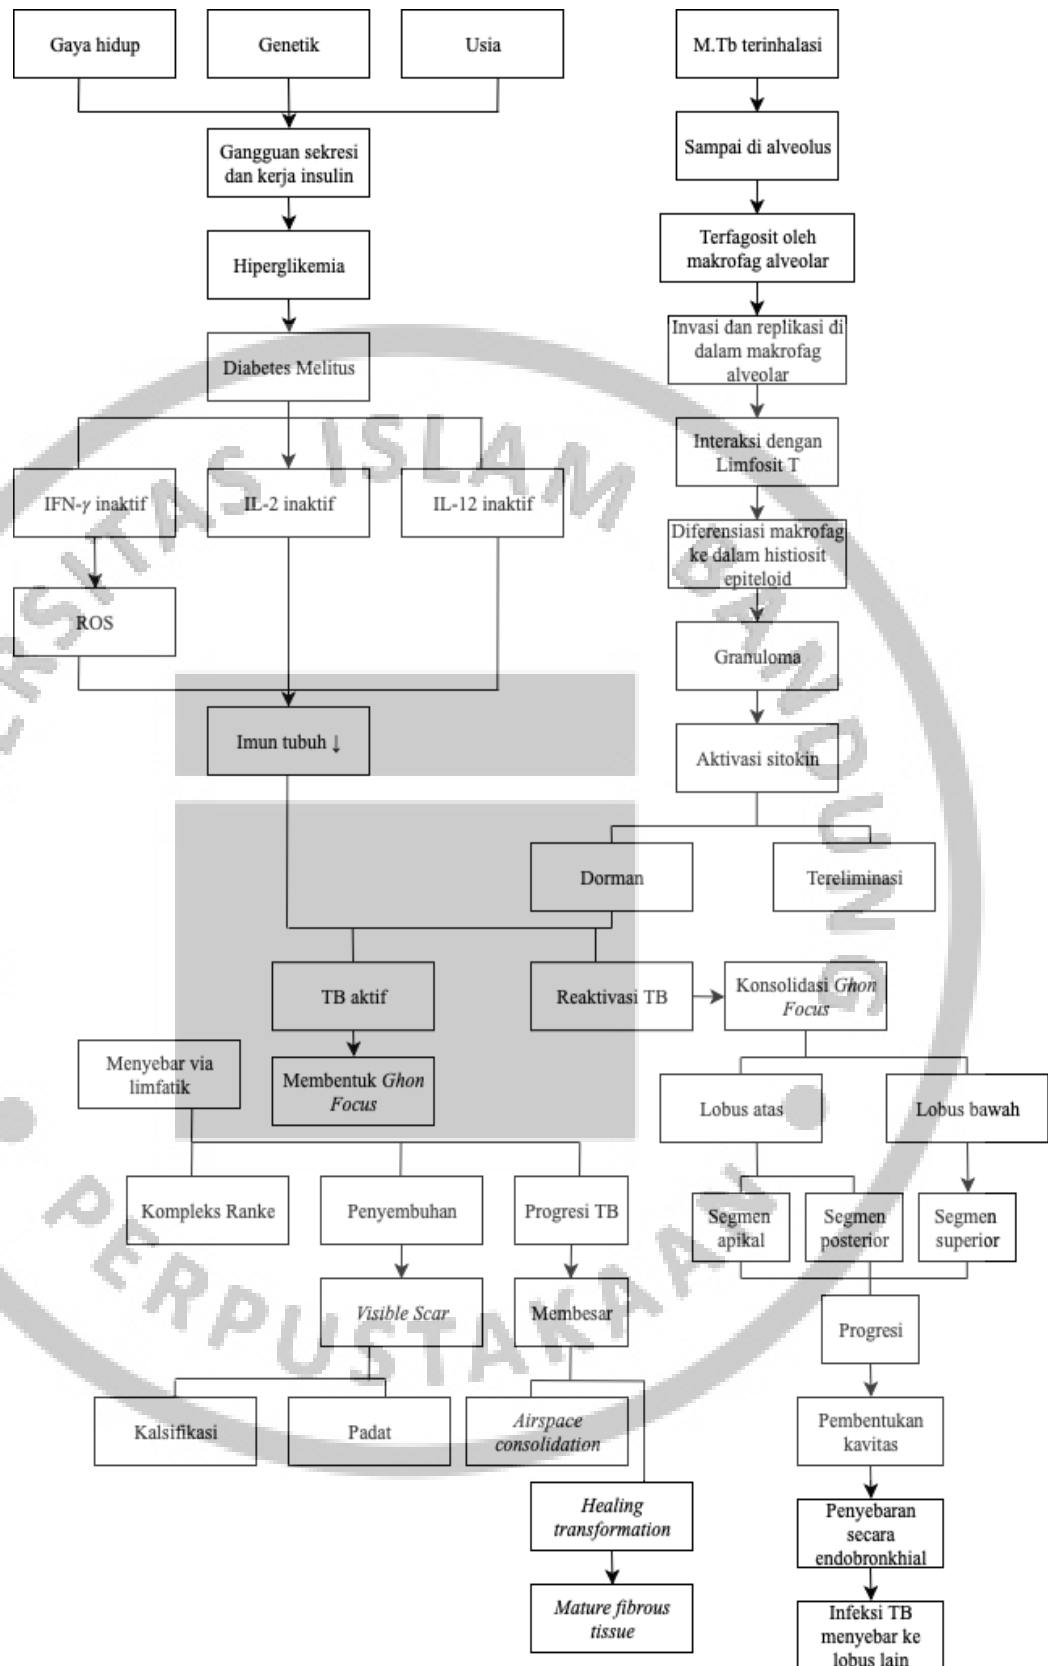 Gaya hidup
Genetik
Usia
M.Tb terinhalasi
Gangguan sekresi
dan kerja insulin
Sampai di alveolus
Hiperglikemia
Terfagosit oleh
makrofag alveolar
Diabetes Melitus
Invasi dan replikasi di
dalam makrofag
alveolar
IFN-γ inaktif
IL-2 inaktif
IL-12 inaktif
Interaksi dengan
Limfosit T
ROS
Diferensiasi makrofag
ke dalam histiosit
epiteloid
Granuloma
Imun tubuh ↓
Aktivasi sitokin
Dorman
Tereliminasi
TB aktif
Reaktivasi TB
Konsolidasi Ghon
Focus
Menyebar via
limfatik
Membentuk Ghon
Focus
Lobus atas
Lobus bawah
Kompleks Ranke
Penyembuhan
Progresi TB
Segmen
apikal
Segmen
posterior
Segmen
superior
Visible Scar
Membesar
Progresi
Kalsifikasi
Padat
Airspace
consolidation
Pembentukan
kavitas
Healing
transformation
Penyebaran
secara
endobronkhial
Mature fibrous
tissue
Infeksi TB
menyebar ke
lobus lain
ERSITAS ISLAM BANDUNG
PERPUSTAKAAN